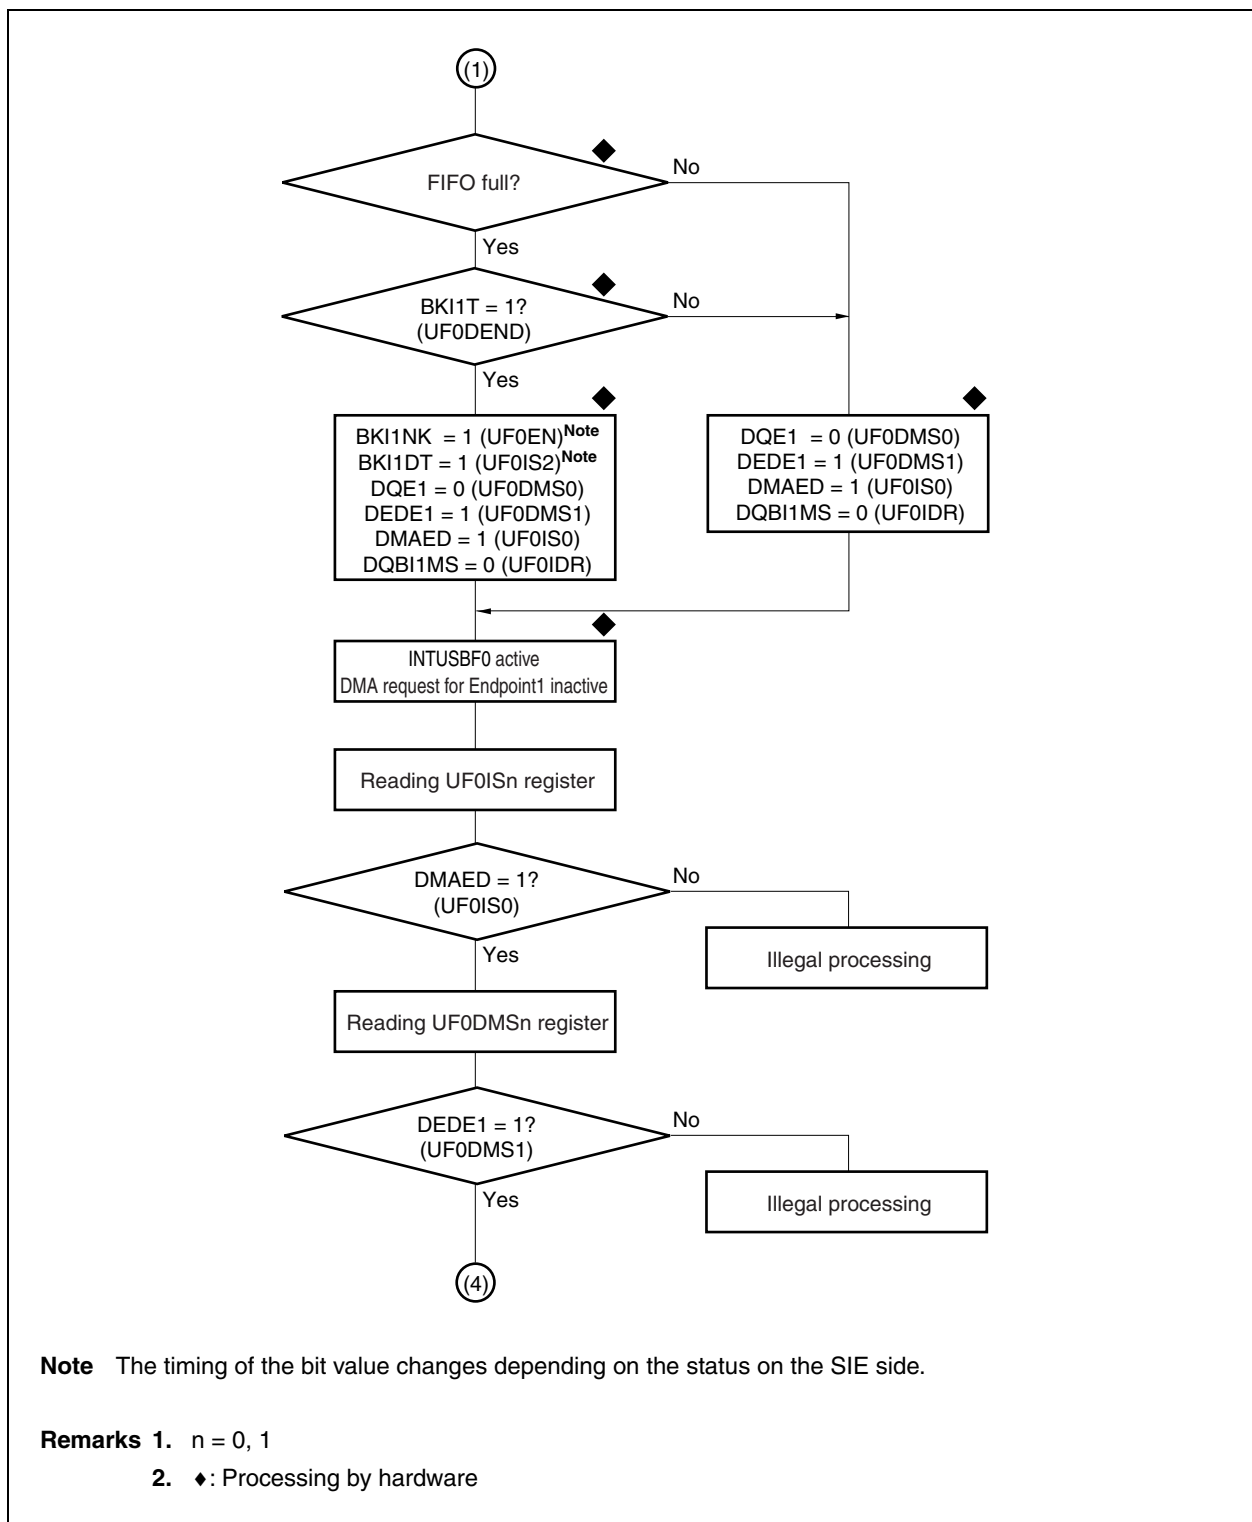 (1)
FIFO full?
No
Yes
BKI1T = 1?
(UF0DEND)
No
Yes
BKI1NK = 1 (UF0EN)Note
BKI1DT = 1 (UF0IS2)Note
DQE1 = 0 (UF0DMS0)
DEDE1 = 1 (UF0DMS1)
DMAED = 1 (UF0IS0)
DQBI1MS = 0 (UF0IDR)
DQE1 = 0 (UF0DMS0)
DEDE1 = 1 (UF0DMS1)
DMAED = 1 (UF0IS0)
DQBI1MS = 0 (UF0IDR)
INTUSBF0 active
DMA request for Endpoint1 inactive
Reading UF0ISn register
DMAED = 1?
(UF0IS0)
No
Illegal processing
Yes
Reading UF0DMSn register
DEDE1 = 1?
(UF0DMS1)
No
Illegal processing
Yes
(4)
Note The timing of the bit value changes depending on the status on the SIE side.
Remarks 1. n = 0, 1
2. ♦: Processing by hardware